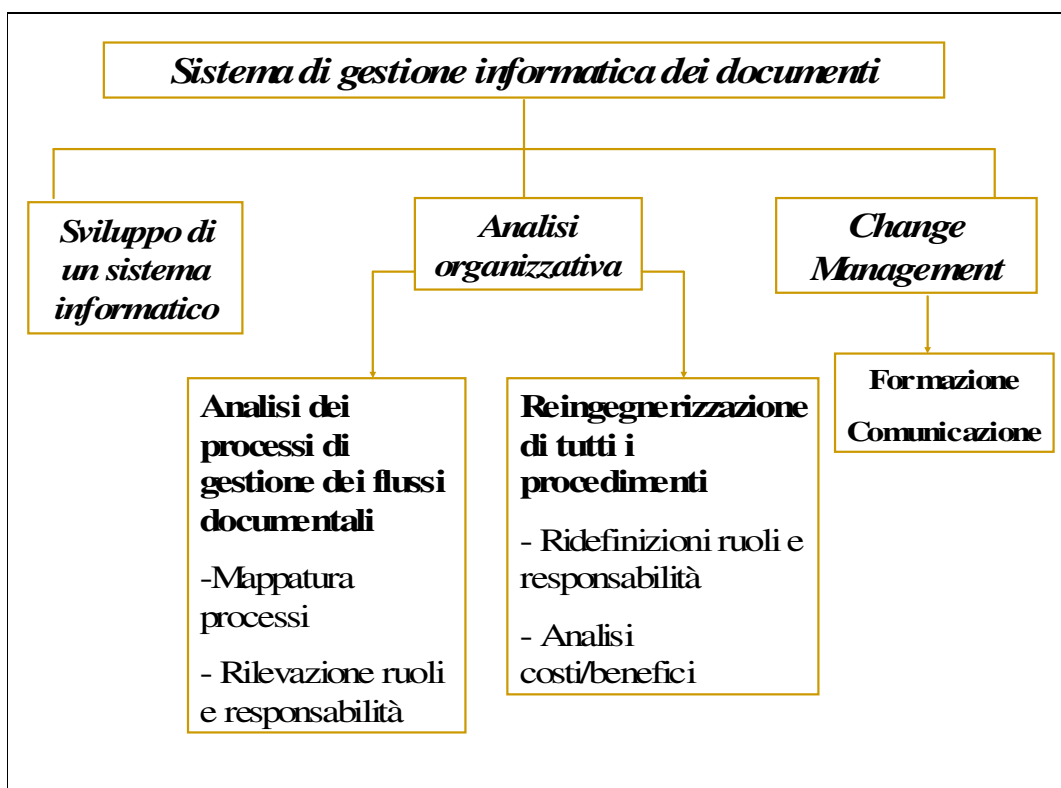 Sistema di gestione informatica dei documenti
Sviluppo di
un sistema
informatico
Analisi
organizzativa
Change
Management
Formazione
Comunicazione
Analisi dei
processi di
gestione dei flussi
documentali
-Mappatura
processi
- Rilevazione ruoli
e responsabilità
Reingegnerizzazione
di tutti i
procedimenti
- Ridefinizioni ruoli e
responsabilità
- Analisi
costi/benefici